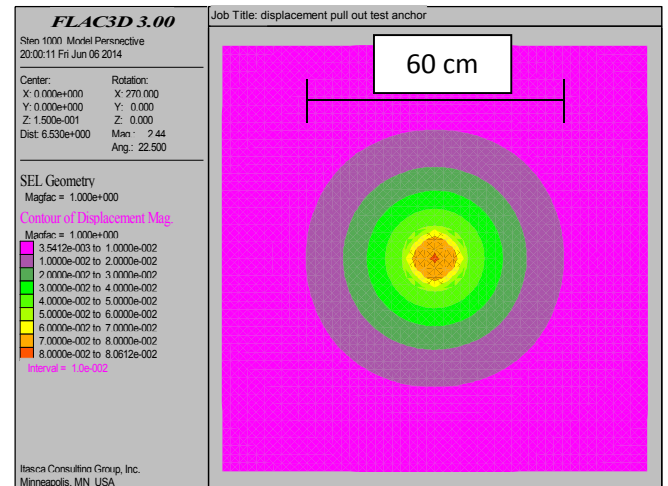 FLAC3D 3.00
Step 1000 Model Perspective
20:00:11 Fri Jun 06 2014
Center: Rotation:
X: 0.000e+000 X: 270.000
Y: 0.000e+000 Y: 0.000
Z: 1.500e-001 Z: 0.000
Dist: 6.530e+000 Mag.: 2.44
Ang.: 22.500
SEL Geometry
Magfac = 1.000e+000
Contour of Displacement Mag.
Magfac = 1.000e+000
3.5412e-003 to 1.0000e-002
1.0000e-002 to 2.0000e-002
2.0000e-002 to 3.0000e-002
3.0000e-002 to 4.0000e-002
4.0000e-002 to 5.0000e-002
5.0000e-002 to 6.0000e-002
6.0000e-002 to 7.0000e-002
7.0000e-002 to 8.0000e-002
8.0000e-002 to 8.0612e-002
Interval = 1.0e-002
Itasca Consulting Group, Inc.
Minneapolis, MN USA
Job Title: displacement pull out test anchor
60 cm